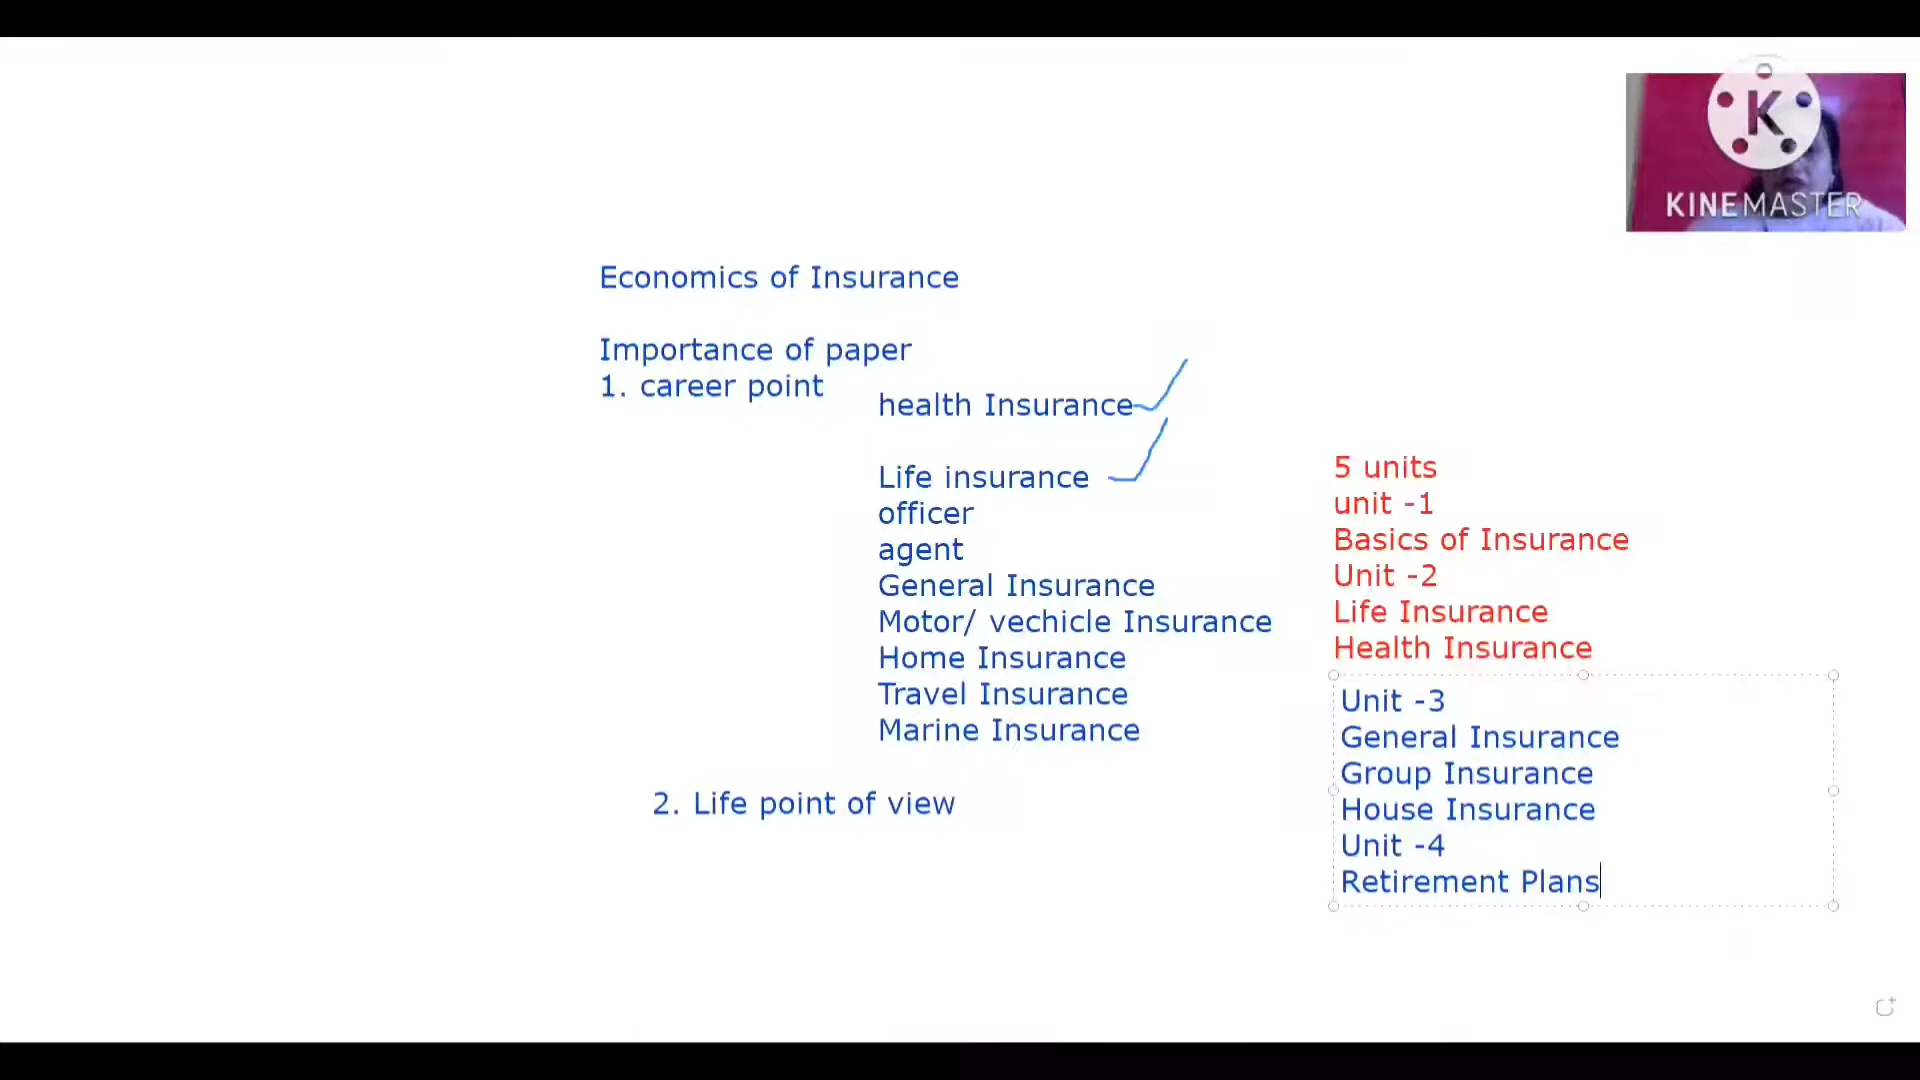 K
KINEMASTER
Economics of Insurance
Importance of paper
1. career point
health Insurance
Life insurance
officer
agent
General Insurance
Motor/ vechicle Insurance
Home Insurance
Travel Insurance
Marine Insurance
2. Life point of view
5 units
unit -1
Basics of Insurance
Unit -2
Life Insurance
Health Insurance
Unit -3
General Insurance
Group Insurance
House Insurance
Unit -4
Retirement Plans